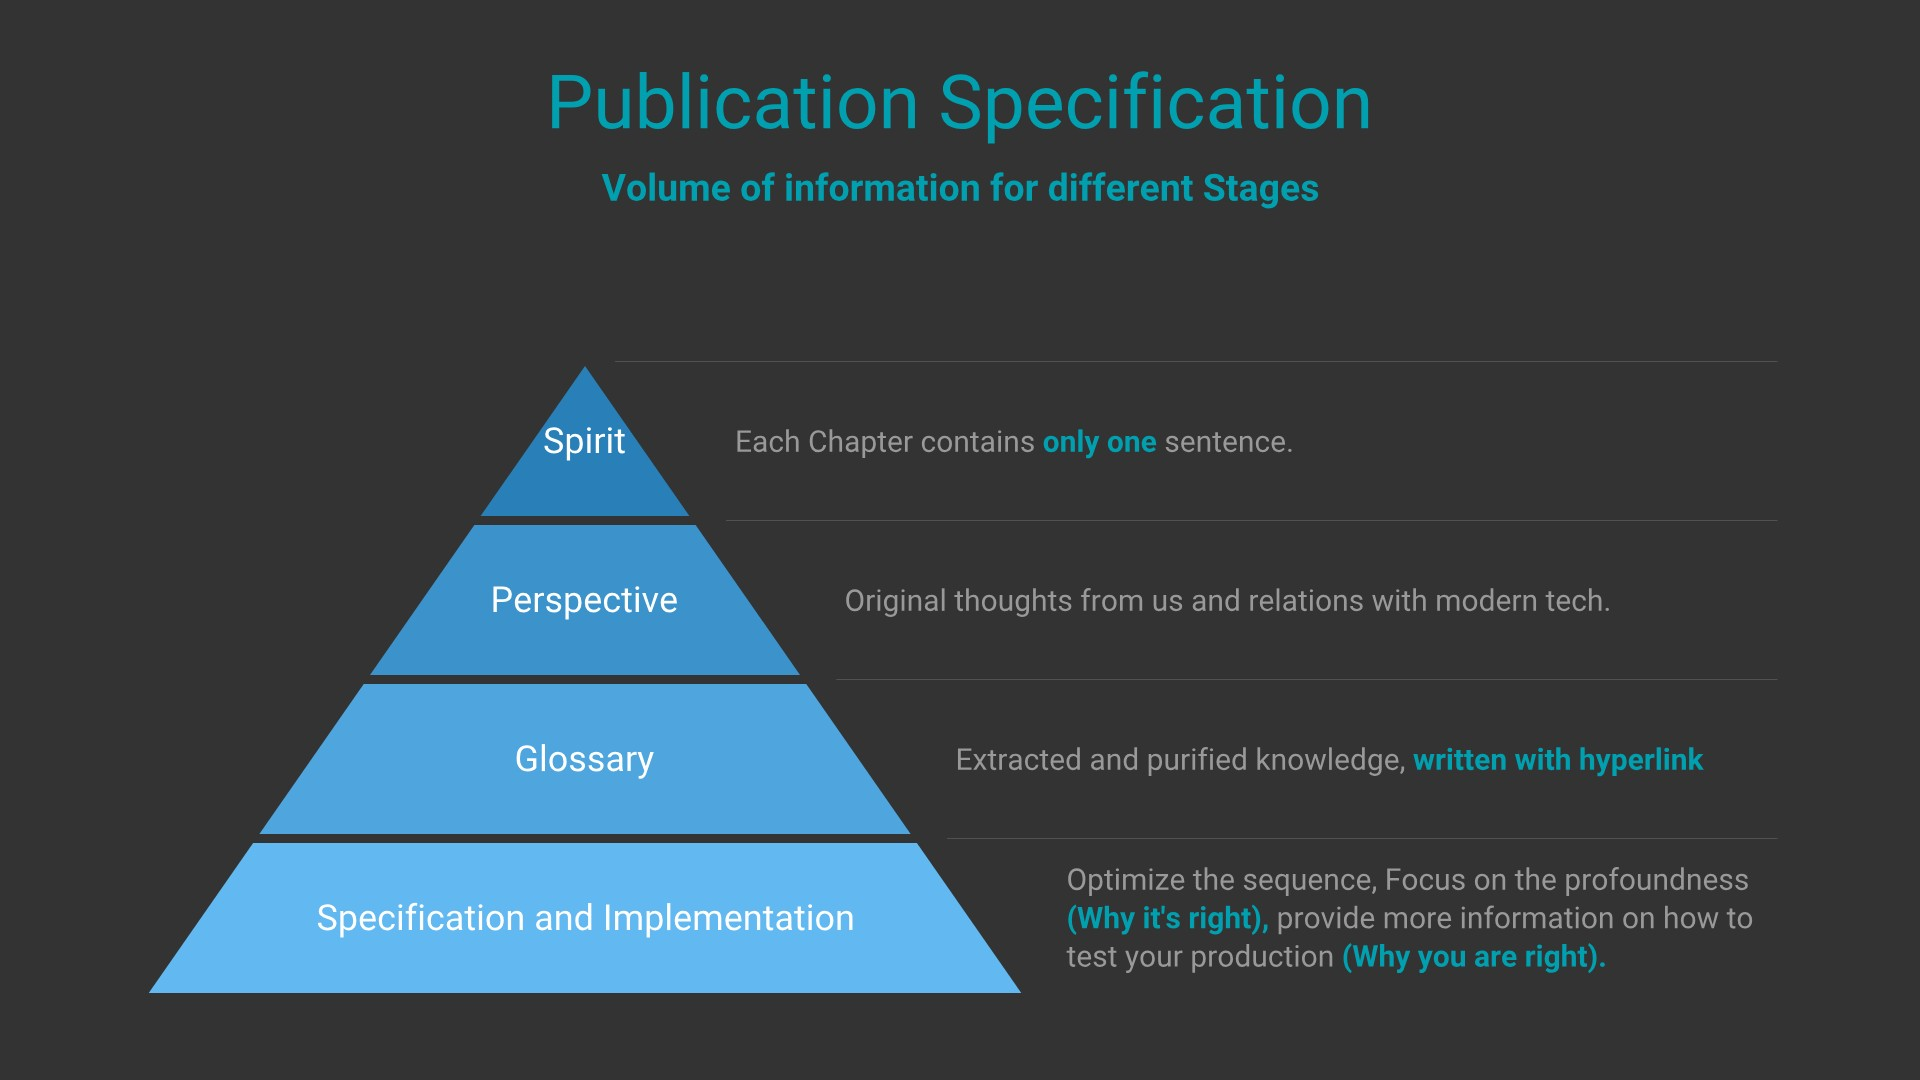 Publication Specification
Volume of information for different Stages
Spirit
Each Chapter contains only one sentence.
Perspective
Original thoughts from us and relations with modern tech.
Glossary
Extracted and purified knowledge, written with hyperlink
Specification and Implementation
Optimize the sequence, Focus on the profoundness
(Why it's right), provide more information on how to
test your production (Why you are right).